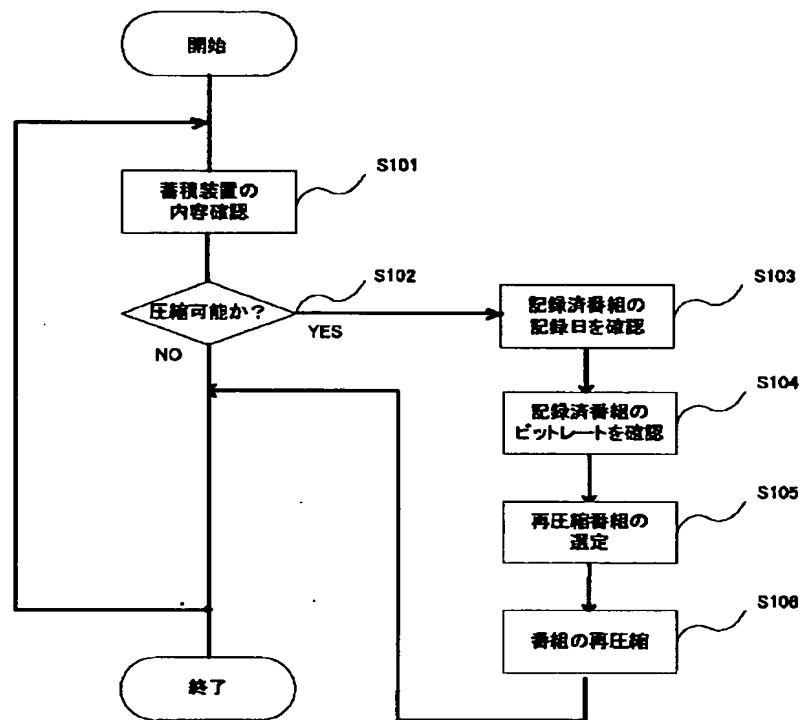 開始
S101
蓄積装置の
内容確認
S102
圧縮可能か?
YES
NO
S103
記録済番組の
記録日を確認
S104
記録済番組の
ビットレートを確認
S105
再圧縮番組の
選定
S106
番組の再圧縮
終了